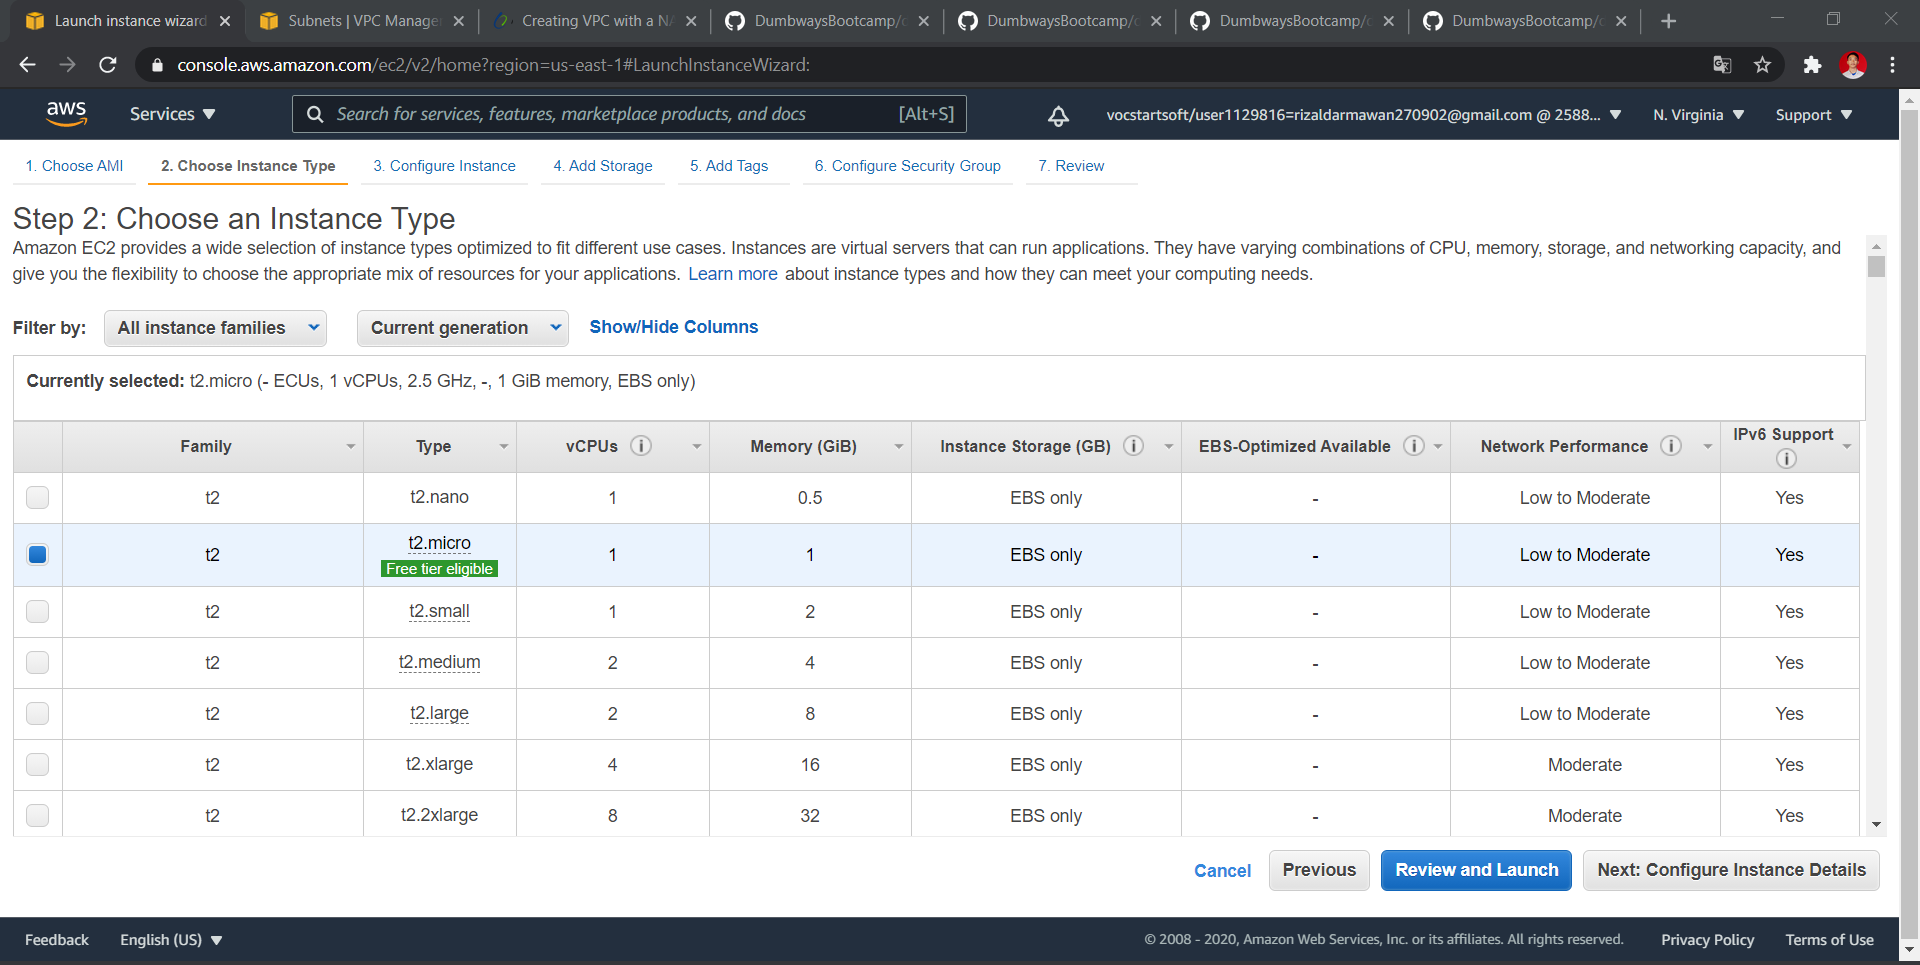 Launch instance wizard
Subnets | VPC Manager
Creating VPC with a NA
DumbwaysBootcamp/c
DumbwaysBootcamp/c
DumbwaysBootcamp/c
DumbwaysBootcamp/c
console.aws.amazon.com/ec2/v2/home?region=us-east-1#LaunchInstanceWizard:
aws
Services
Search for services, features, marketplace products, and docs [Alt+S]
vocstartsoft/user1129816=rizaldarmawan270902@gmail.com @ 2588...
N. Virginia
Support
1. Choose AMI 2. Choose Instance Type 3. Configure Instance 4. Add Storage 5. Add Tags 6. Configure Security Group 7. Review
Step 2: Choose an Instance Type
Amazon EC2 provides a wide selection of instance types optimized to fit different use cases. Instances are virtual servers that can run applications. They have varying combinations of CPU, memory, storage, and networking capacity, and
give you the flexibility to choose the appropriate mix of resources for your applications. Learn more about instance types and how they can meet your computing needs.
Filter by: All instance families Current generation Show/Hide Columns
Currently selected: t2.micro (- ECUs, 1 vCPUs, 2.5 GHz, -, 1 GiB memory, EBS only)
Family Type vCPUs i Memory (GiB) Instance Storage (GB) i EBS-Optimized Available i Network Performance i IPv6 Support i
t2 t2.nano 1 0.5 EBS only - Low to Moderate Yes
t2 t2.micro 1 1 EBS only - Low to Moderate Yes
Free tier eligible
t2 t2.small 1 2 EBS only - Low to Moderate Yes
t2 t2.medium 2 4 EBS only - Low to Moderate Yes
t2 t2.large 2 8 EBS only - Low to Moderate Yes
t2 t2.xlarge 4 16 EBS only - Moderate Yes
t2 t2.2xlarge 8 32 EBS only - Moderate Yes
Cancel Previous Review and Launch Next: Configure Instance Details
Feedback English (US) © 2008 - 2020, Amazon Web Services, Inc. or its affiliates. All rights reserved. Privacy Policy Terms of Use